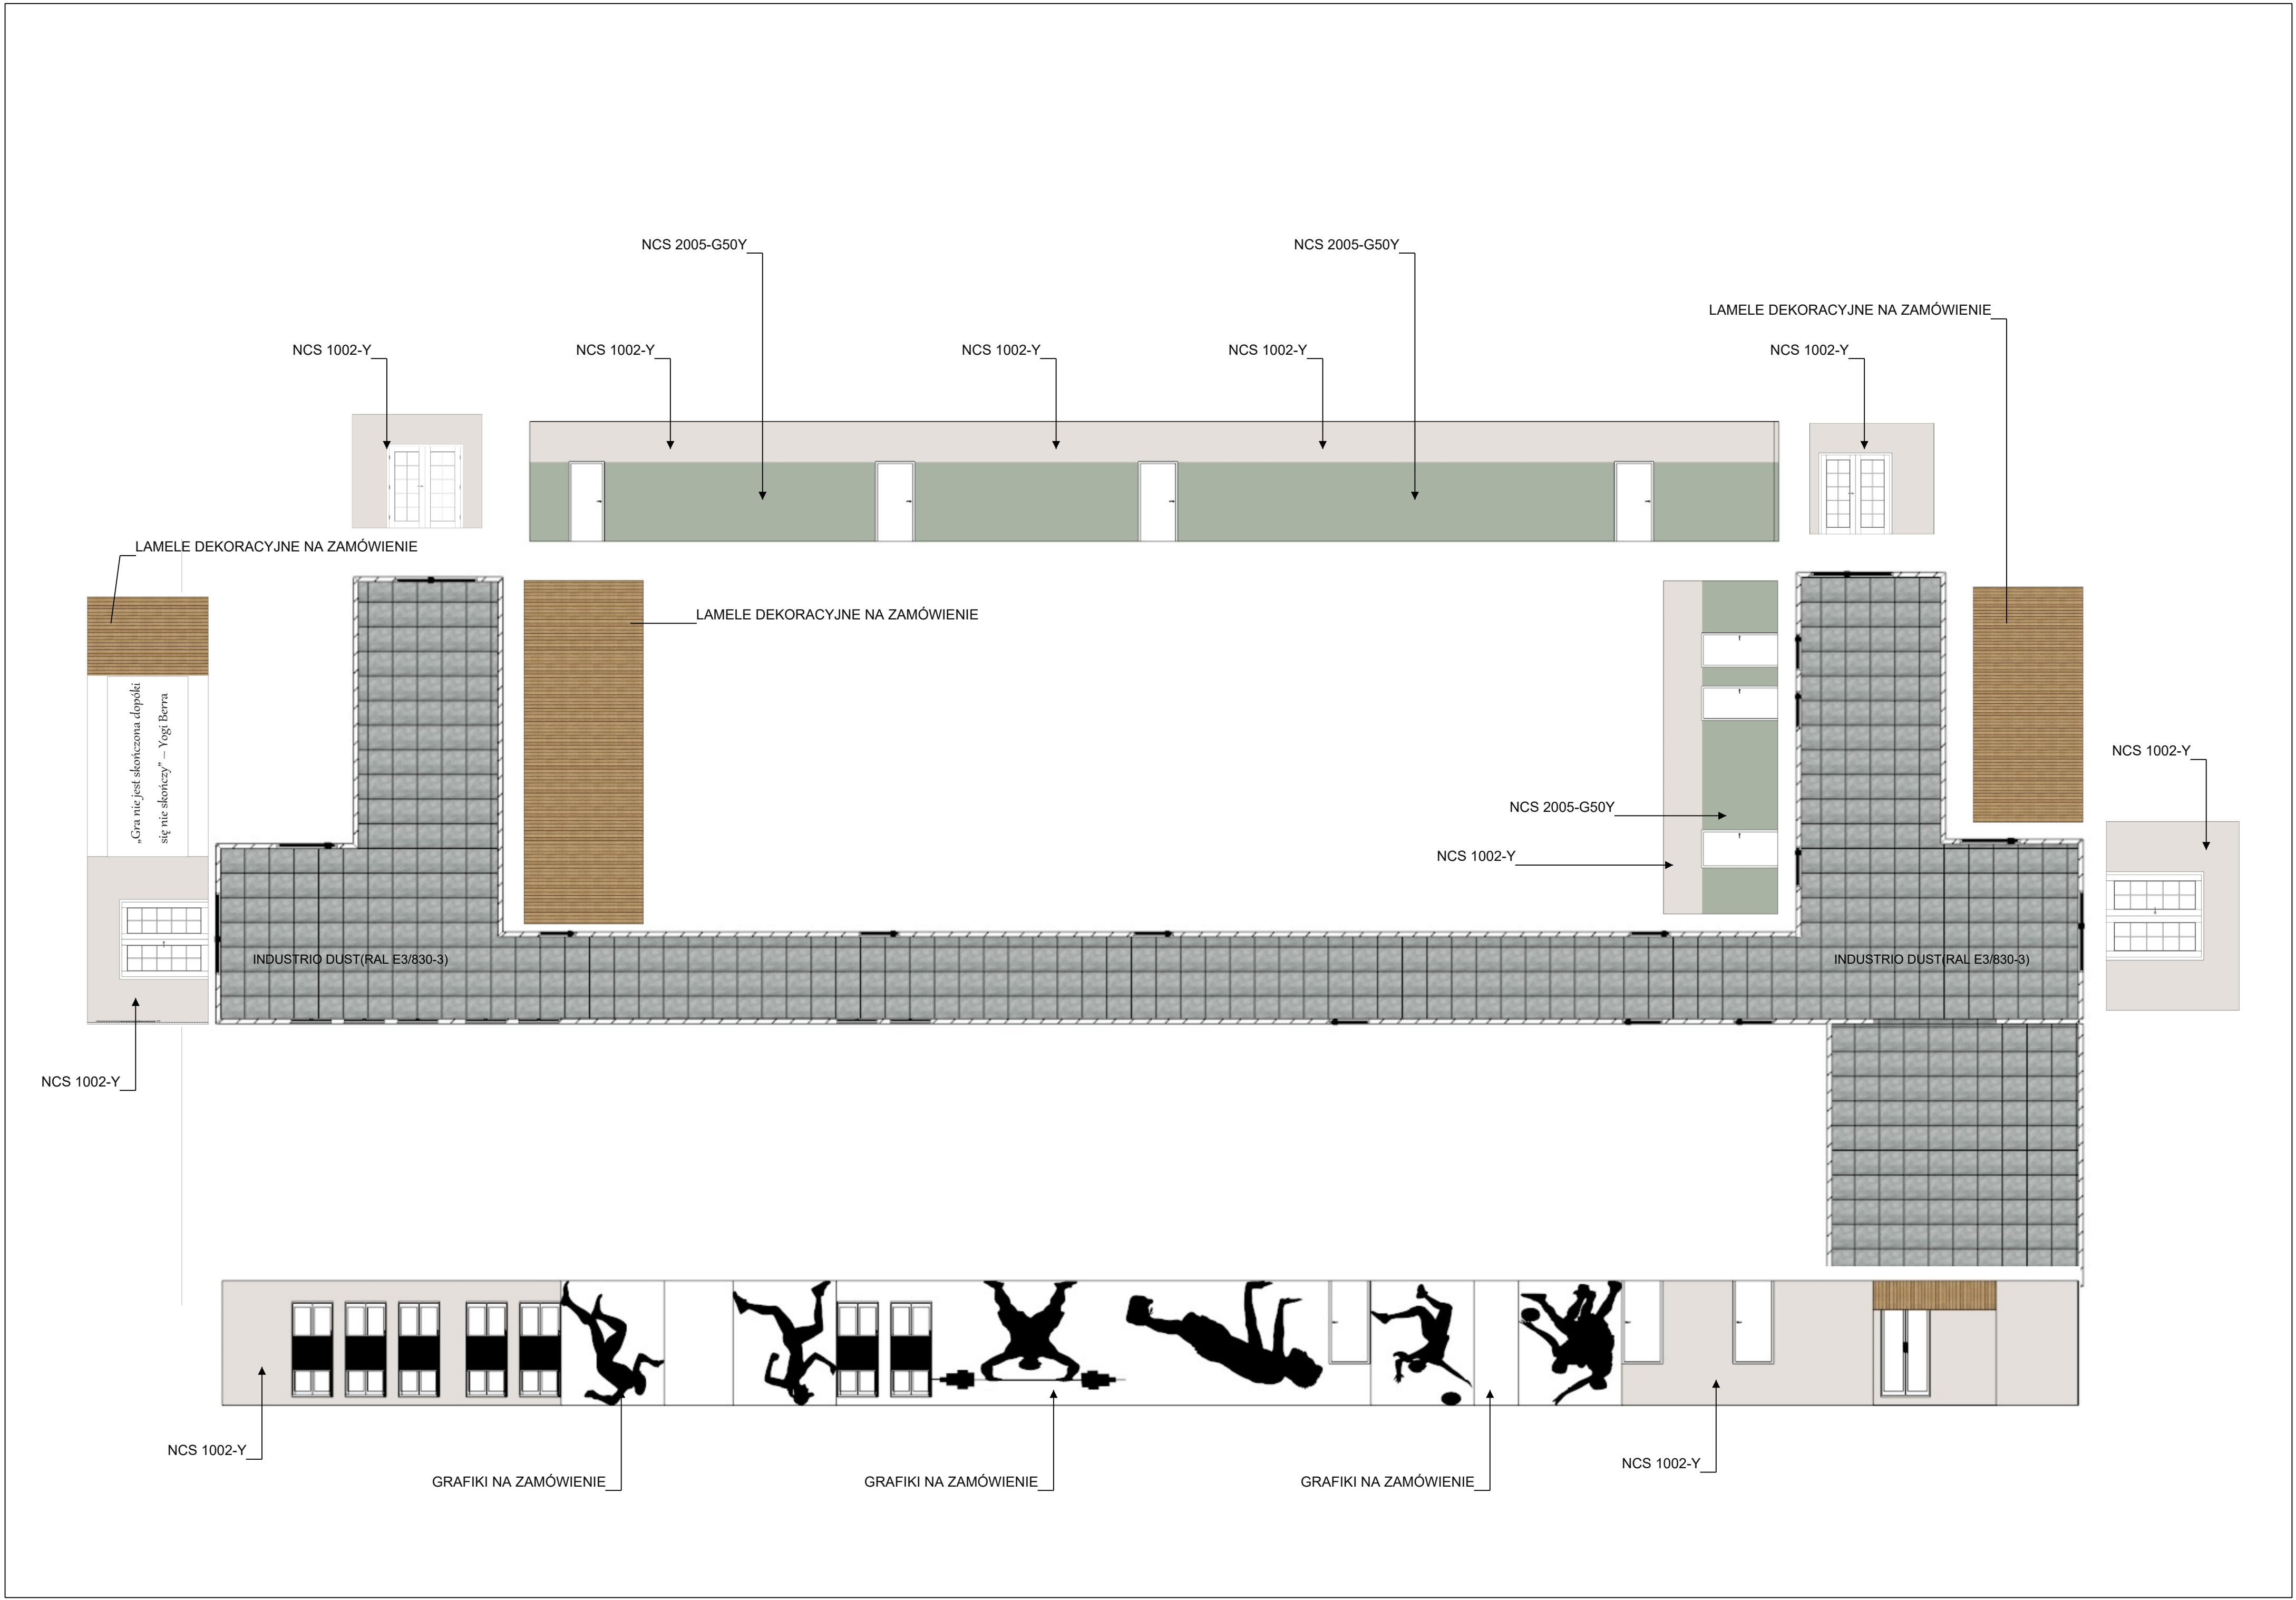 NCS 2005-G50Y
NCS 2005-G50Y
LAMELE DEKORACYJNE NA ZAMÓWIENIE
NCS 1002-Y
NCS 1002-Y
NCS 1002-Y
NCS 1002-Y
NCS 1002-Y
LAMELE DEKORACYJNE NA ZAMÓWIENIE
LAMELE DEKORACYJNE NA ZAMÓWIENIE
„Gra nie jest skończona dopóki
się nie skończy” – Yogi Berra
NCS 1002-Y
NCS 2005-G50Y
NCS 1002-Y
INDUSTRIO DUST(RAL E3/830-3)
INDUSTRIO DUST(RAL E3/830-3)
NCS 1002-Y
NCS 1002-Y
GRAFIKI NA ZAMÓWIENIE
GRAFIKI NA ZAMÓWIENIE
GRAFIKI NA ZAMÓWIENIE
NCS 1002-Y